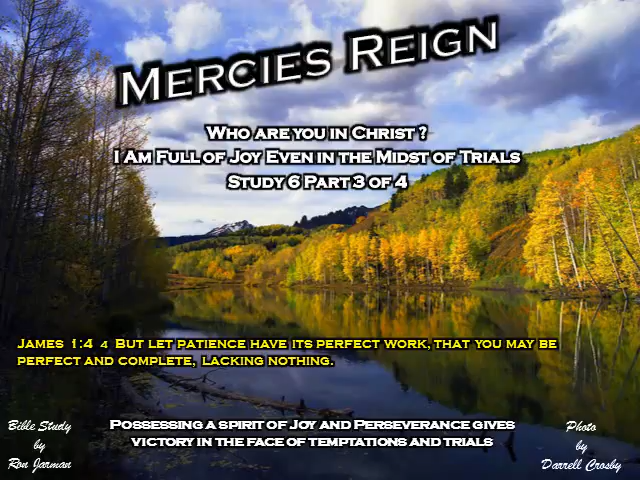 Mercies Reign
Who are you in Christ ?
I Am Full of Joy Even in the Midst of Trials
Study 6 Part 3 of 4
James 1:4 4 But let patience have its perfect work, that you may be
perfect and complete, lacking nothing.
Possessing a spirit of Joy and Perseverance gives
victory in the face of temptations and trials
Bible Study
by
Ron Jarman
Photo
by
Darrell Crosby